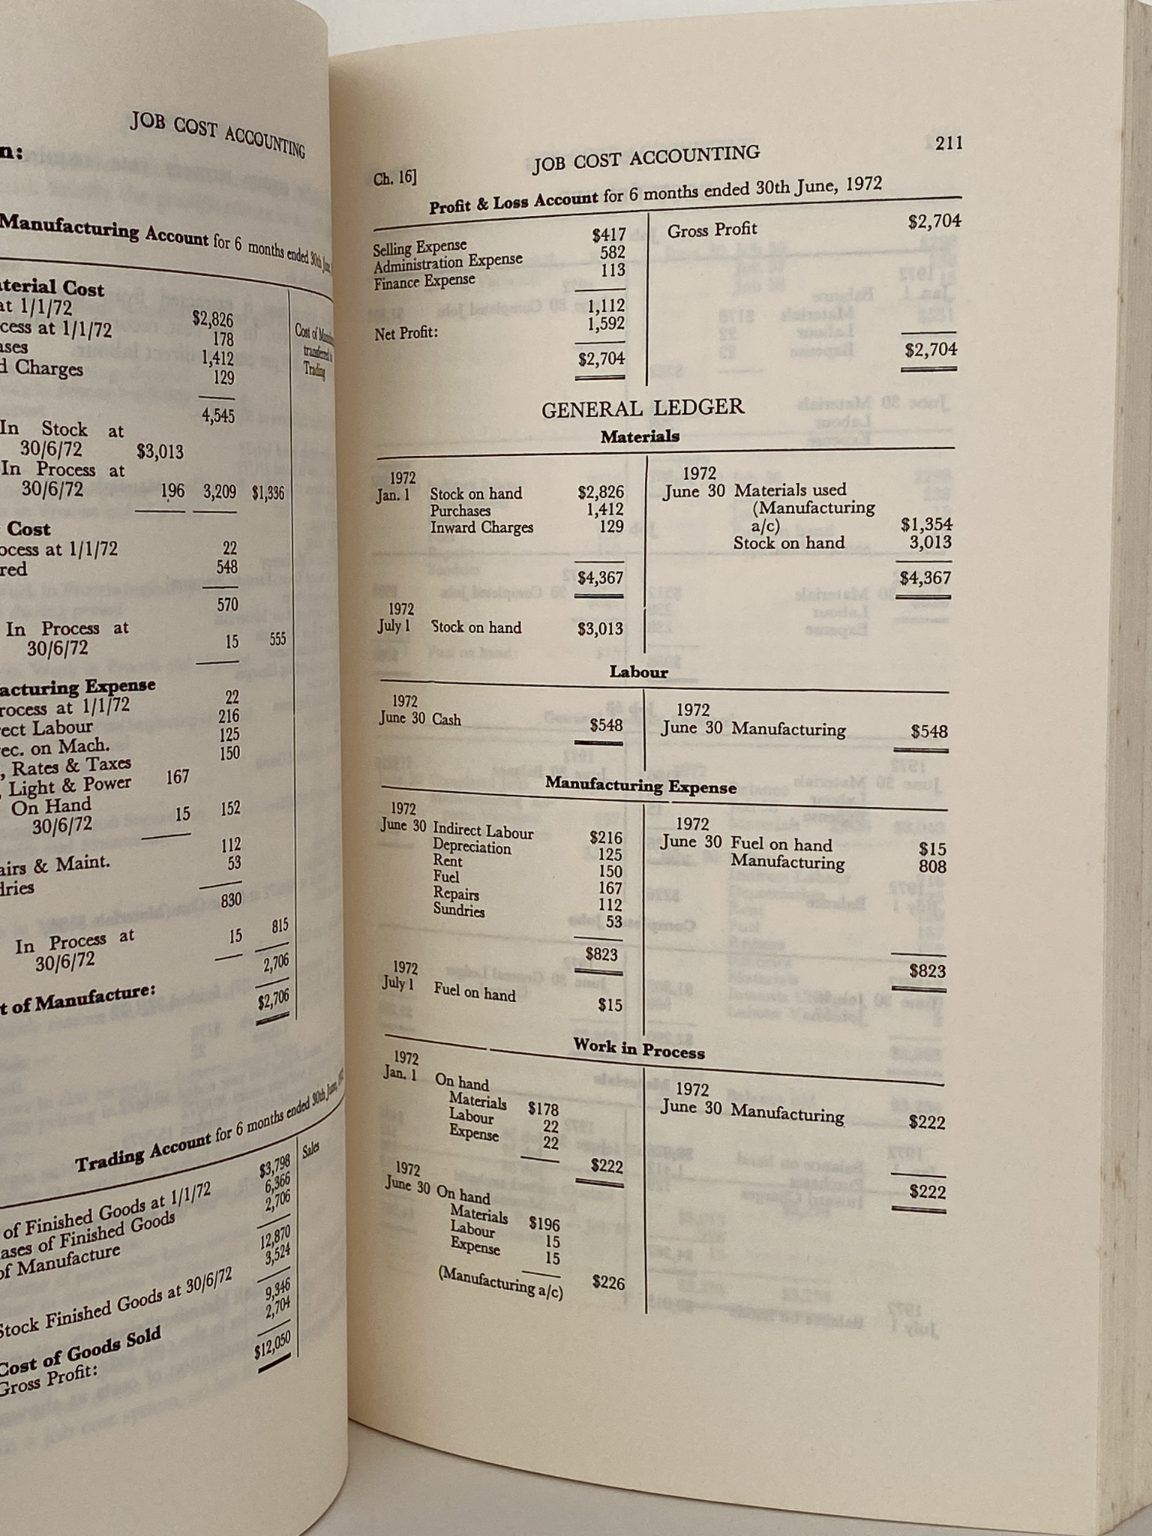 JOB COST ACCOUNTING
n:
Manufacturing Account for 6 months ended 30th
terial Cost
at 1/1/72 $2,826
cess at 1/1/72 178
ases 1,412
d Charges 129
4,545
Cost of
transferred
Trading
In Stock at
30/6/72 $3,013
In Process at
30/6/72 196 3,209 $1,336
Cost
ocess at 1/1/72 22
red 548
570
In Process at
30/6/72 15 555
acturing Expense
rocess at 1/1/72 22
rect Labour 216
ec. on Mach. 125
, Rates & Taxes 150
, Light & Power 167
On Hand
30/6/72 15 152
airs & Maint. 112
dries 53
830
In Process at
30/6/72 15 815
2,706
t of Manufacture: $2,706
Trading Account for 6 months ended 30th June,
of Finished Goods at 1/1/72 $3,798 Sales
ases of Finished Goods 6,366
of Manufacture 2,706
12,870
Stock Finished Goods at 30/6/72 3,524
Cost of Goods Sold 9,346
Gross Profit: 2,704
$12,050
Ch. 16] JOB COST ACCOUNTING 211
Profit & Loss Account for 6 months ended 30th June, 1972
Selling Expense $417 Gross Profit $2,704
Administration Expense 582
Finance Expense 113
1,112
Net Profit: 1,592
$2,704 $2,704
GENERAL LEDGER
Materials
1972 1972
Jan. 1 Stock on hand $2,826 June 30 Materials used
Purchases 1,412 (Manufacturing
Inward Charges 129 a/c) $1,354
Stock on hand 3,013
$4,367 $4,367
1972
July 1 Stock on hand $3,013
Labour
1972 1972
June 30 Cash $548 June 30 Manufacturing $548
Manufacturing Expense
1972 1972
June 30 Indirect Labour $216 June 30 Fuel on hand $15
Depreciation 125 Manufacturing 808
Rent 150
Fuel 167
Repairs 112
Sundries 53
$823 $823
1972
July 1 Fuel on hand $15
Work in Process
1972 1972
Jan. 1 On hand June 30 Manufacturing $222
Materials $178
Labour 22
Expense 22
$222 $222
1972
June 30 On hand
Materials $196
Labour 15
Expense 15
(Manufacturing a/c) $226